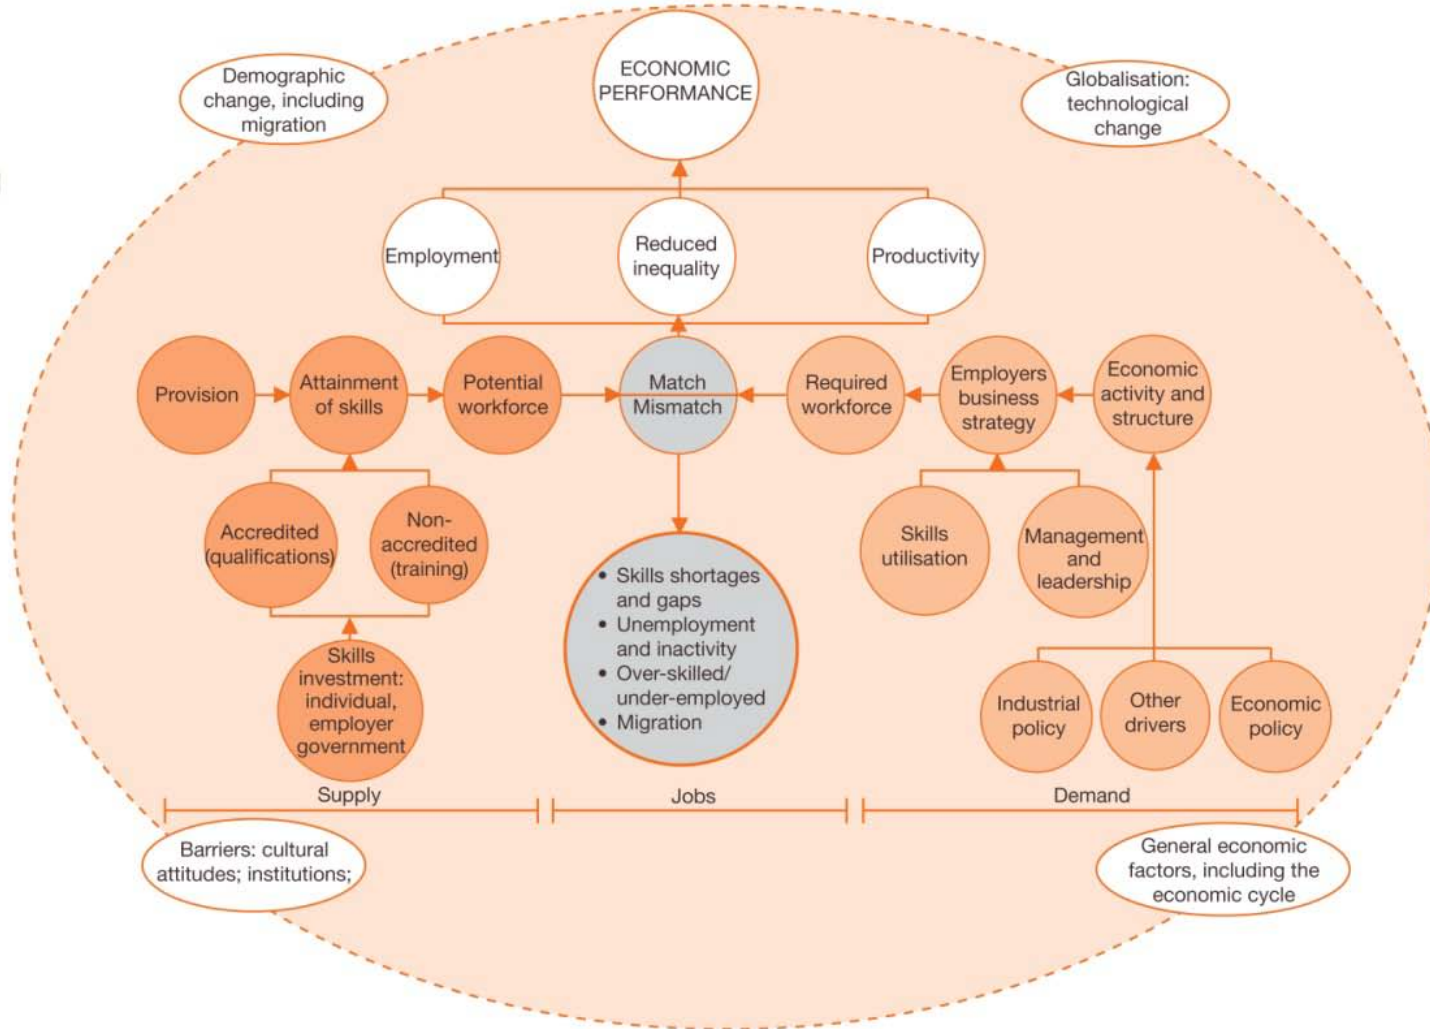 Demographic
change, including
migration
ECONOMIC
PERFORMANCE
Globalisation:
technological
change
Employment
Reduced
inequality
Productivity
Provision
Attainment
of skills
Potential
workforce
Match
Mismatch
Required
workforce
Employers
business
strategy
Economic
activity and
structure
Accredited
(qualifications)
Non-
accredited
(training)
Skills
utilisation
Management
and
leadership
• Skills shortages
and gaps
• Unemployment
and inactivity
• Over-skilled/
under-employed
• Migration
Skills
investment:
individual,
employer
government
Industrial
policy
Other
drivers
Economic
policy
Supply
Jobs
Demand
Barriers: cultural
attitudes; institutions;
General economic
factors, including the
economic cycle